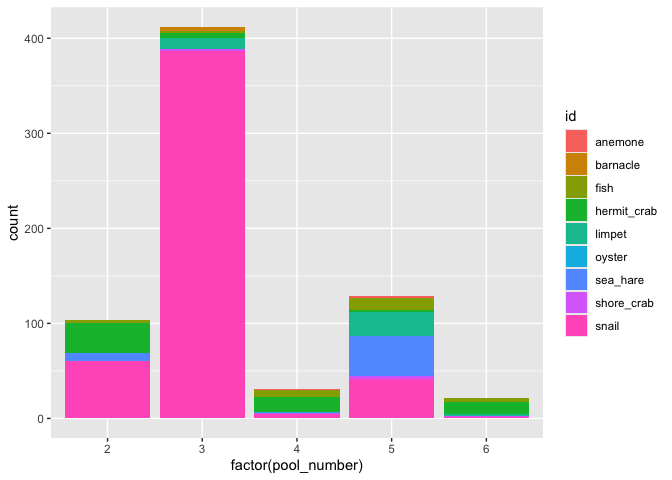 400
300
200
100
0
count
2 3 4 5 6
factor(pool_number)
id
anemone
barnacle
fish
hermit_crab
limpet
oyster
sea_hare
shore_crab
snail